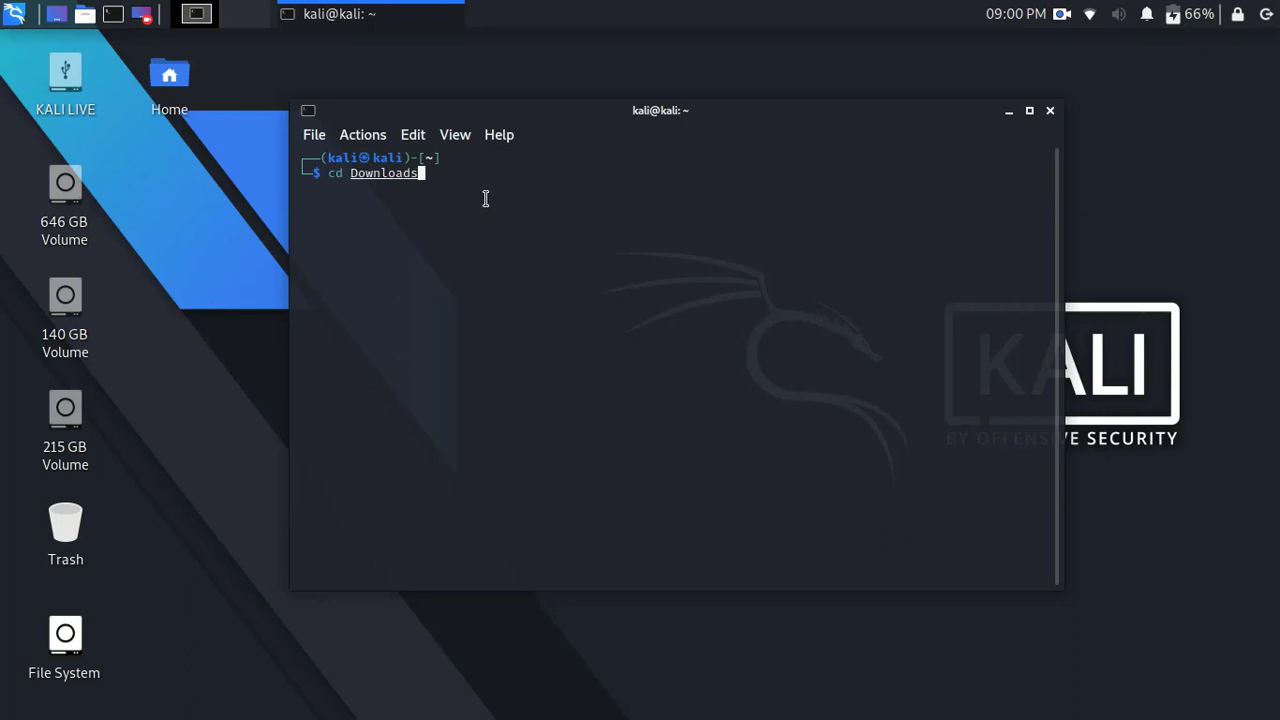 kali@kali: ~
09:00 PM
66%
KALI LIVE
Home
646 GB
Volume
140 GB
Volume
215 GB
Volume
Trash
File System
kali@kali: ~
File Actions Edit View Help
┌──(kali㉿kali)-[~]
└─$ cd Downloads
KALI
BY OFFENSIVE SECURITY